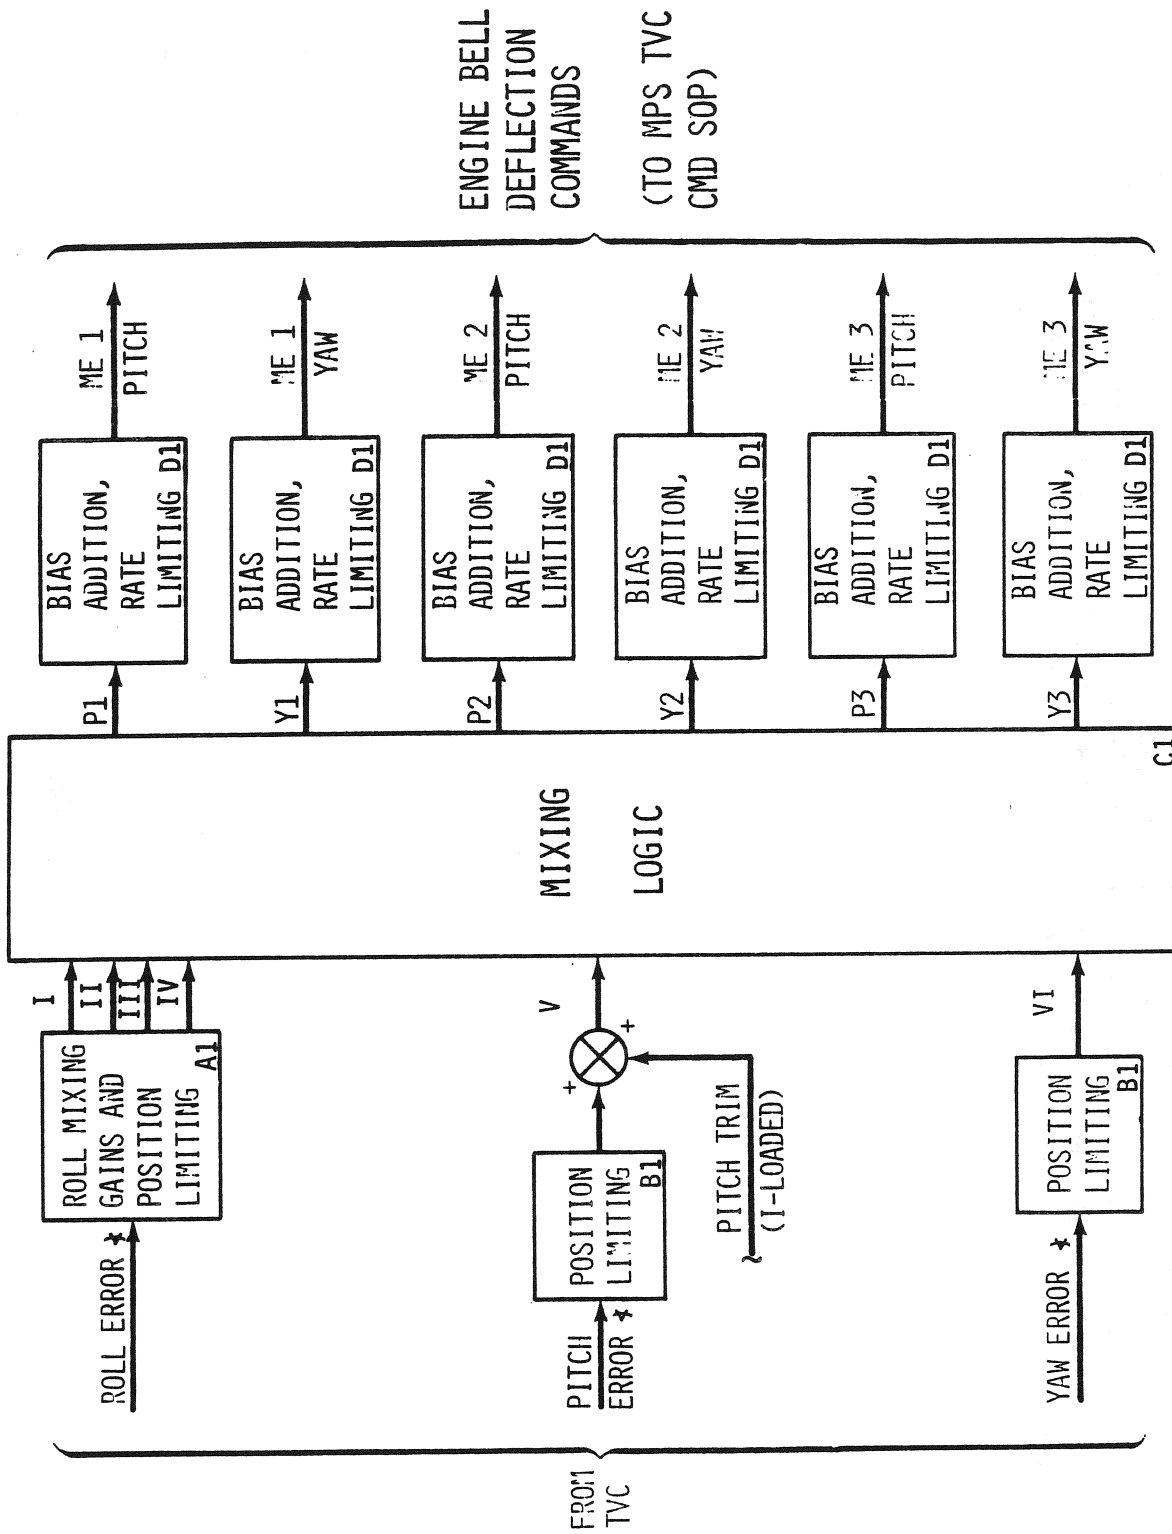 FROM
TVC
ROLL ERROR *
ROLL MIXING
GAINS AND
POSITION
LIMITING
A1
I
II
III
IV
PITCH
ERROR *
POSITION
LIMITING
B1
+
+
V
PITCH TRIM
(I-LOADED)
YAW ERROR *
POSITION
LIMITING
B1
VI
MIXING
LOGIC
C1
P1
BIAS
ADDITION,
RATE
LIMITING D1
ME 1
PITCH
Y1
BIAS
ADDITION,
RATE
LIMITING D1
ME 1
YAW
P2
BIAS
ADDITION,
RATE
LIMITING D1
ME 2
PITCH
Y2
BIAS
ADDITION,
RATE
LIMITING D1
ME 2
YAW
P3
BIAS
ADDITION,
RATE
LIMITING D1
ME 3
PITCH
Y3
BIAS
ADDITION,
RATE
LIMITING D1
ME 3
YAW
ENGINE BELL
DEFLECTION
COMMANDS
(TO MPS TVC
CMD SOP)